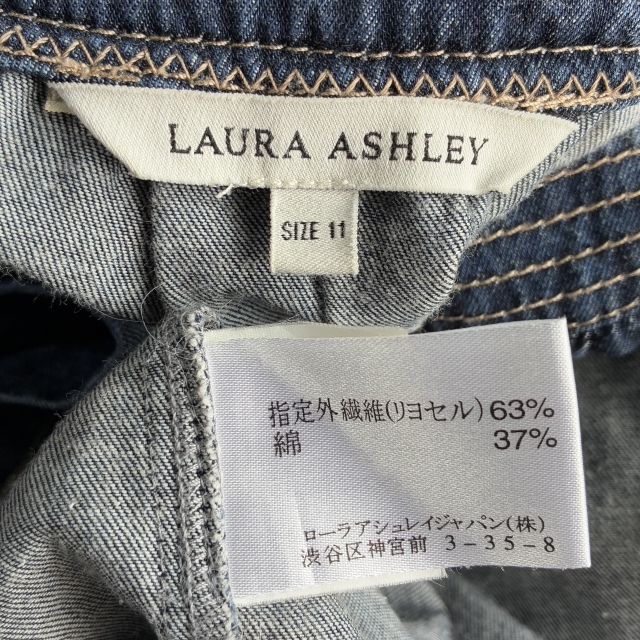 LAURA ASHLEY
SIZE 11
指定外繊維(リヨセル) 63%
綿 37%
ローラアシュレイジャパン(株)
渋谷区神宮前 3-35-8